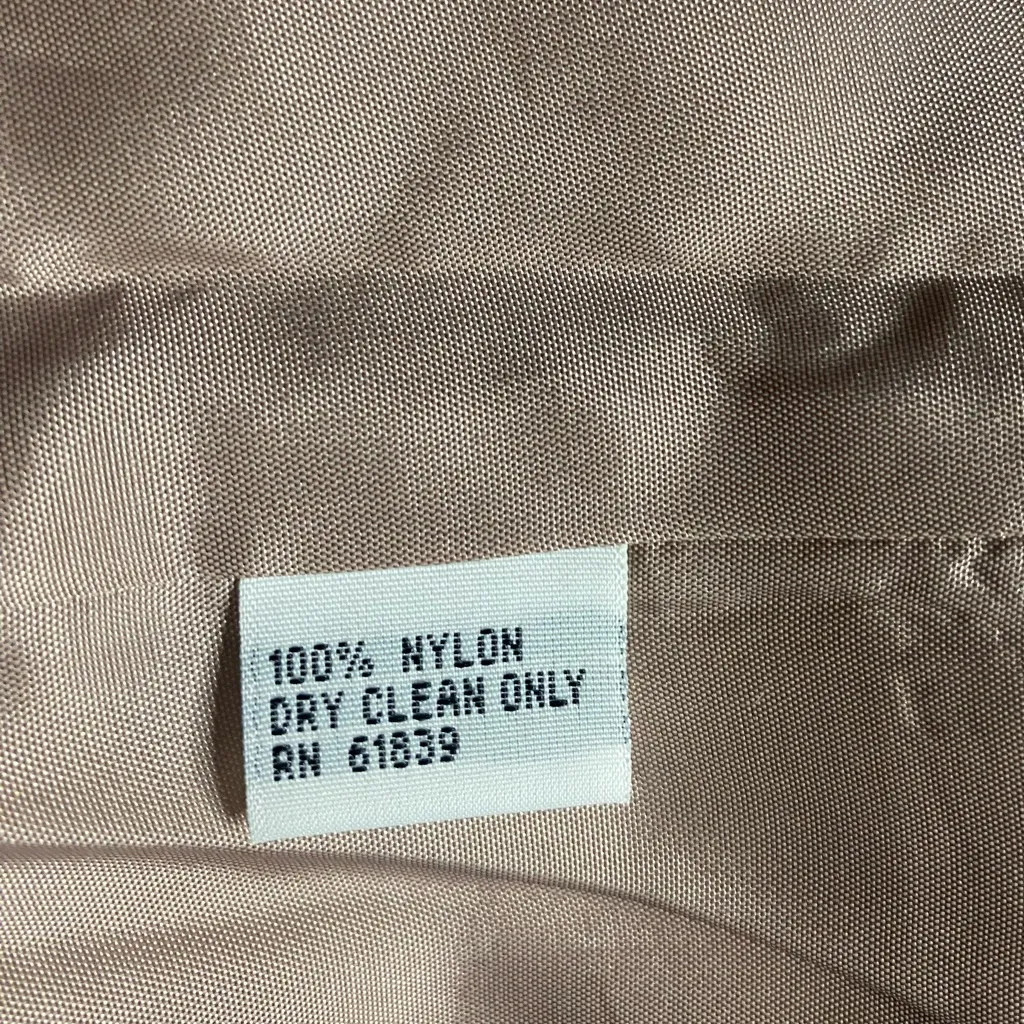 100% NYLON
DRY CLEAN ONLY
RN 61839